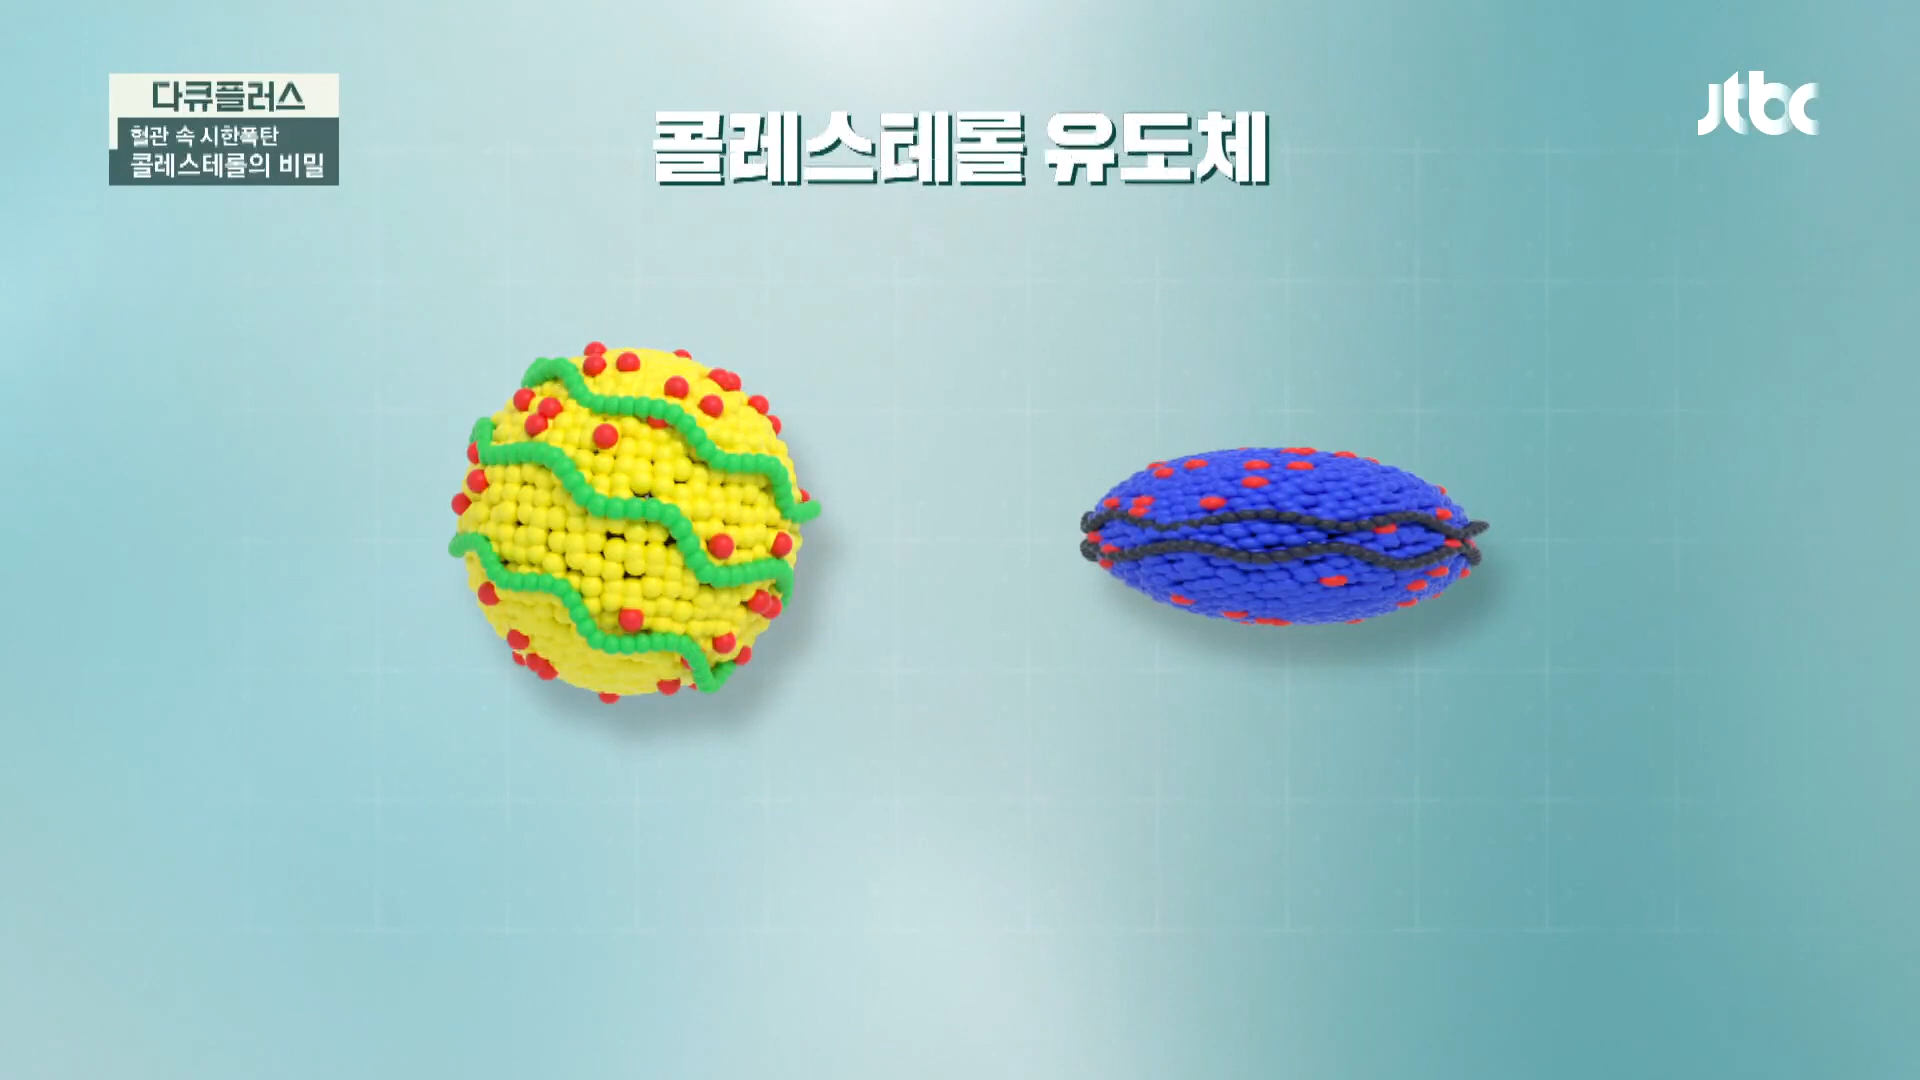 다큐플러스
혈관 속 시한폭탄
콜레스테롤의 비밀
콜레스테롤 유도체
jtbc